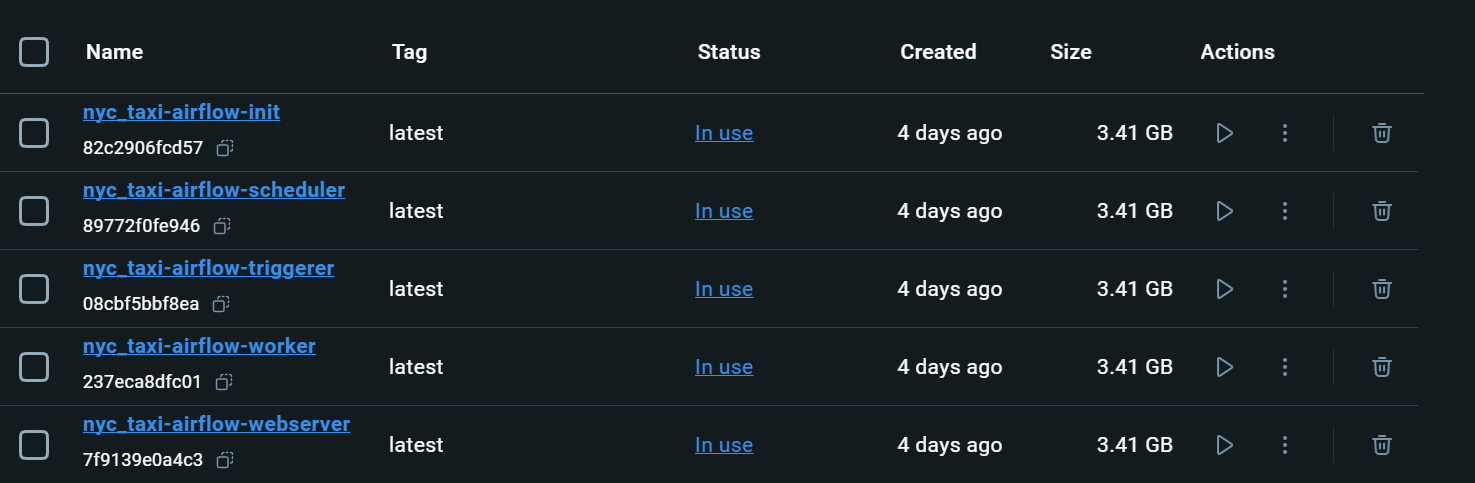 Name Tag Status Created Size Actions
nyc_taxi-airflow-init
82c2906fcd57
latest In use 4 days ago 3.41 GB
nyc_taxi-airflow-scheduler
89772f0fe946
latest In use 4 days ago 3.41 GB
nyc_taxi-airflow-triggerer
08cbf5bbf8ea
latest In use 4 days ago 3.41 GB
nyc_taxi-airflow-worker
237eca8dfc01
latest In use 4 days ago 3.41 GB
nyc_taxi-airflow-webserver
7f9139e0a4c3
latest In use 4 days ago 3.41 GB